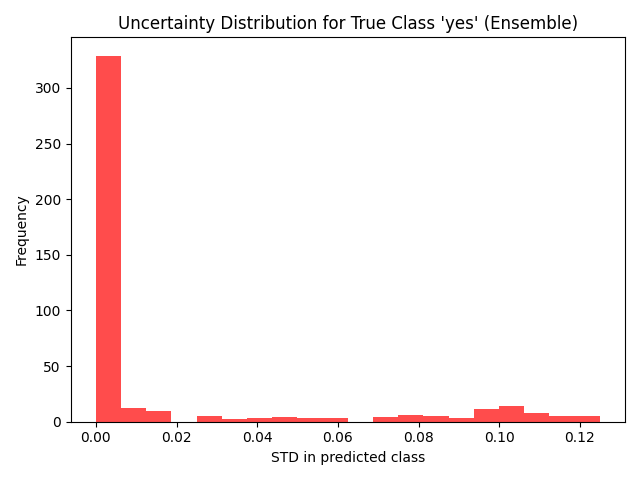 Uncertainty Distribution for True Class 'yes' (Ensemble)
300
250
200
150
100
50
0
Frequency
0.00 0.02 0.04 0.06 0.08 0.10 0.12
STD in predicted class